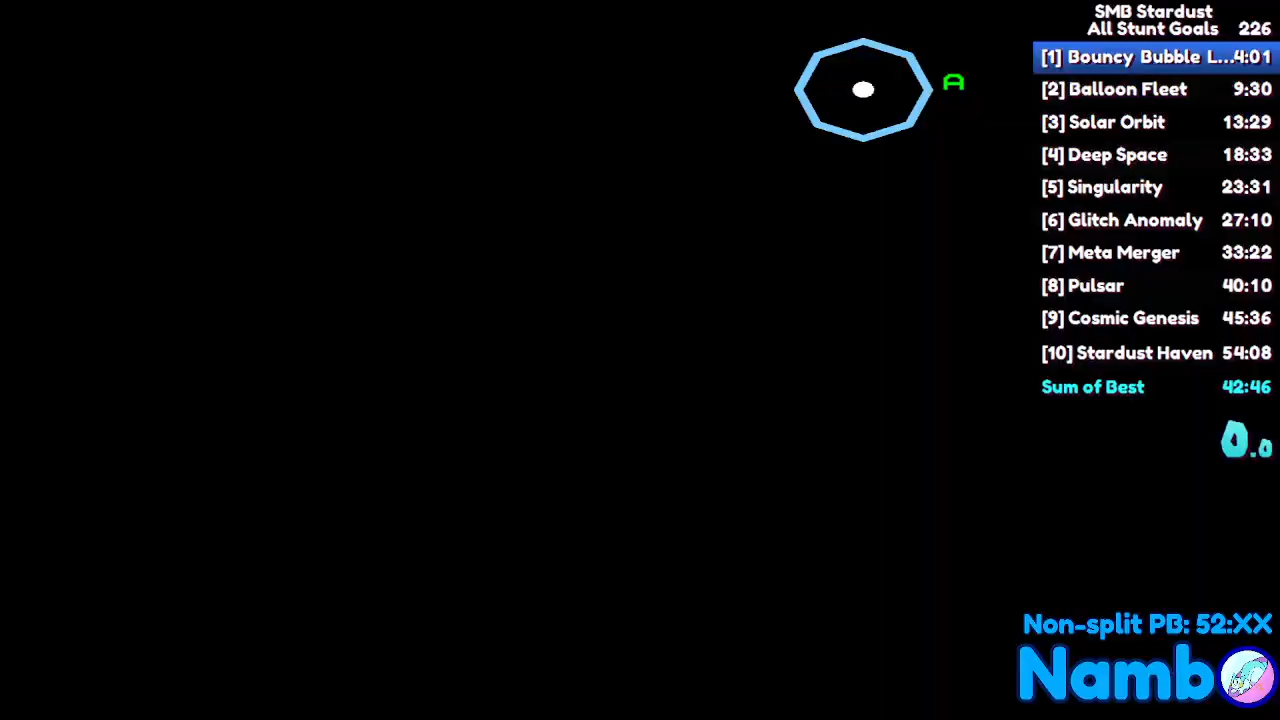 SMB Stardust
All Stunt Goals 226
A
[1] Bouncy Bubble L...4:01
[2] Balloon Fleet 9:30
[3] Solar Orbit 13:29
[4] Deep Space 18:33
[5] Singularity 23:31
[6] Glitch Anomaly 27:10
[7] Meta Merger 33:22
[8] Pulsar 40:10
[9] Cosmic Genesis 45:36
[10] Stardust Haven 54:08
Sum of Best 42:46
0.0
Non-split PB: 52:XX
Namb